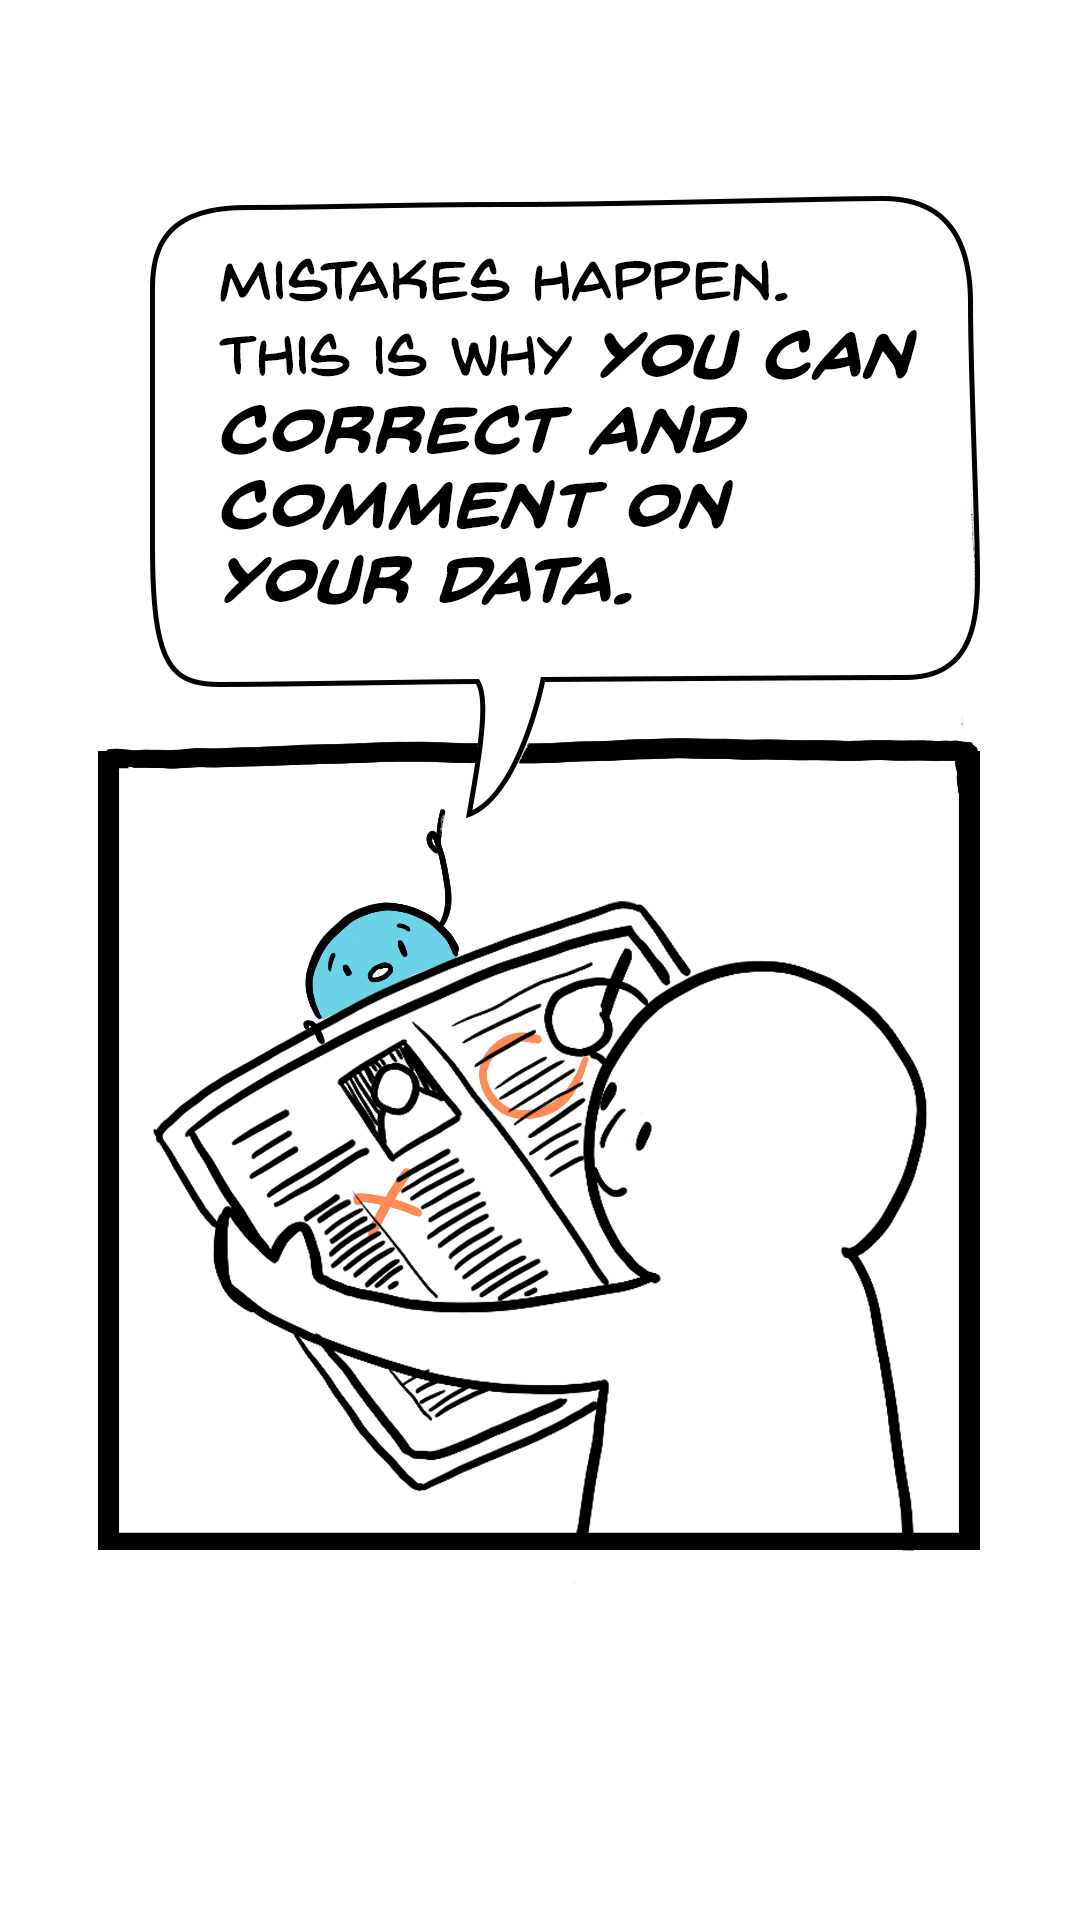 MISTAKES HAPPEN.
THIS IS WHY YOU CAN
CORRECT AND
COMMENT ON
YOUR DATA.